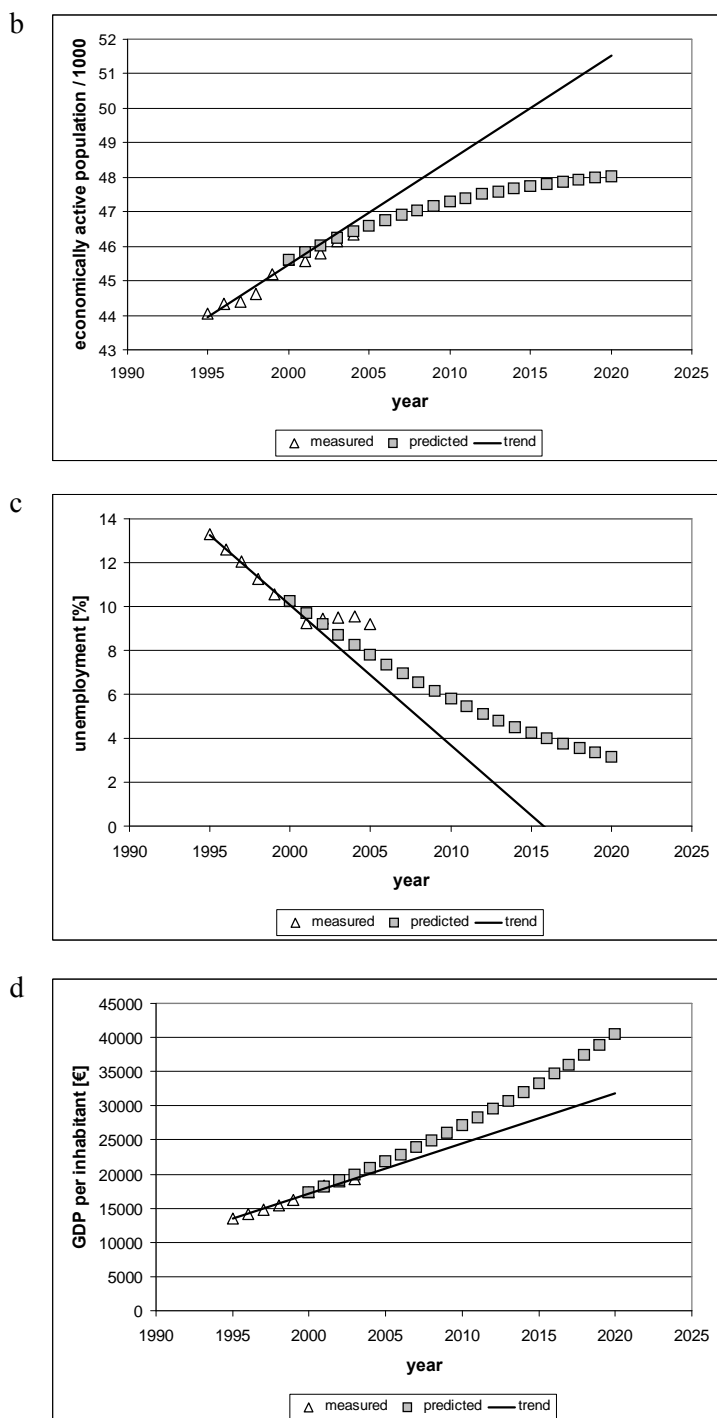 b
52
51
50
49
48
47
46
45
44
43
economically active population / 1000
1990 1995 2000 2005 2010 2015 2020 2025
year
measured predicted trend
c
14
12
10
8
6
4
2
0
unemployment [%]
1990 1995 2000 2005 2010 2015 2020 2025
year
measured predicted trend
d
45000
40000
35000
30000
25000
20000
15000
10000
5000
0
GDP per inhabitant [€]
1990 1995 2000 2005 2010 2015 2020 2025
year
measured predicted trend